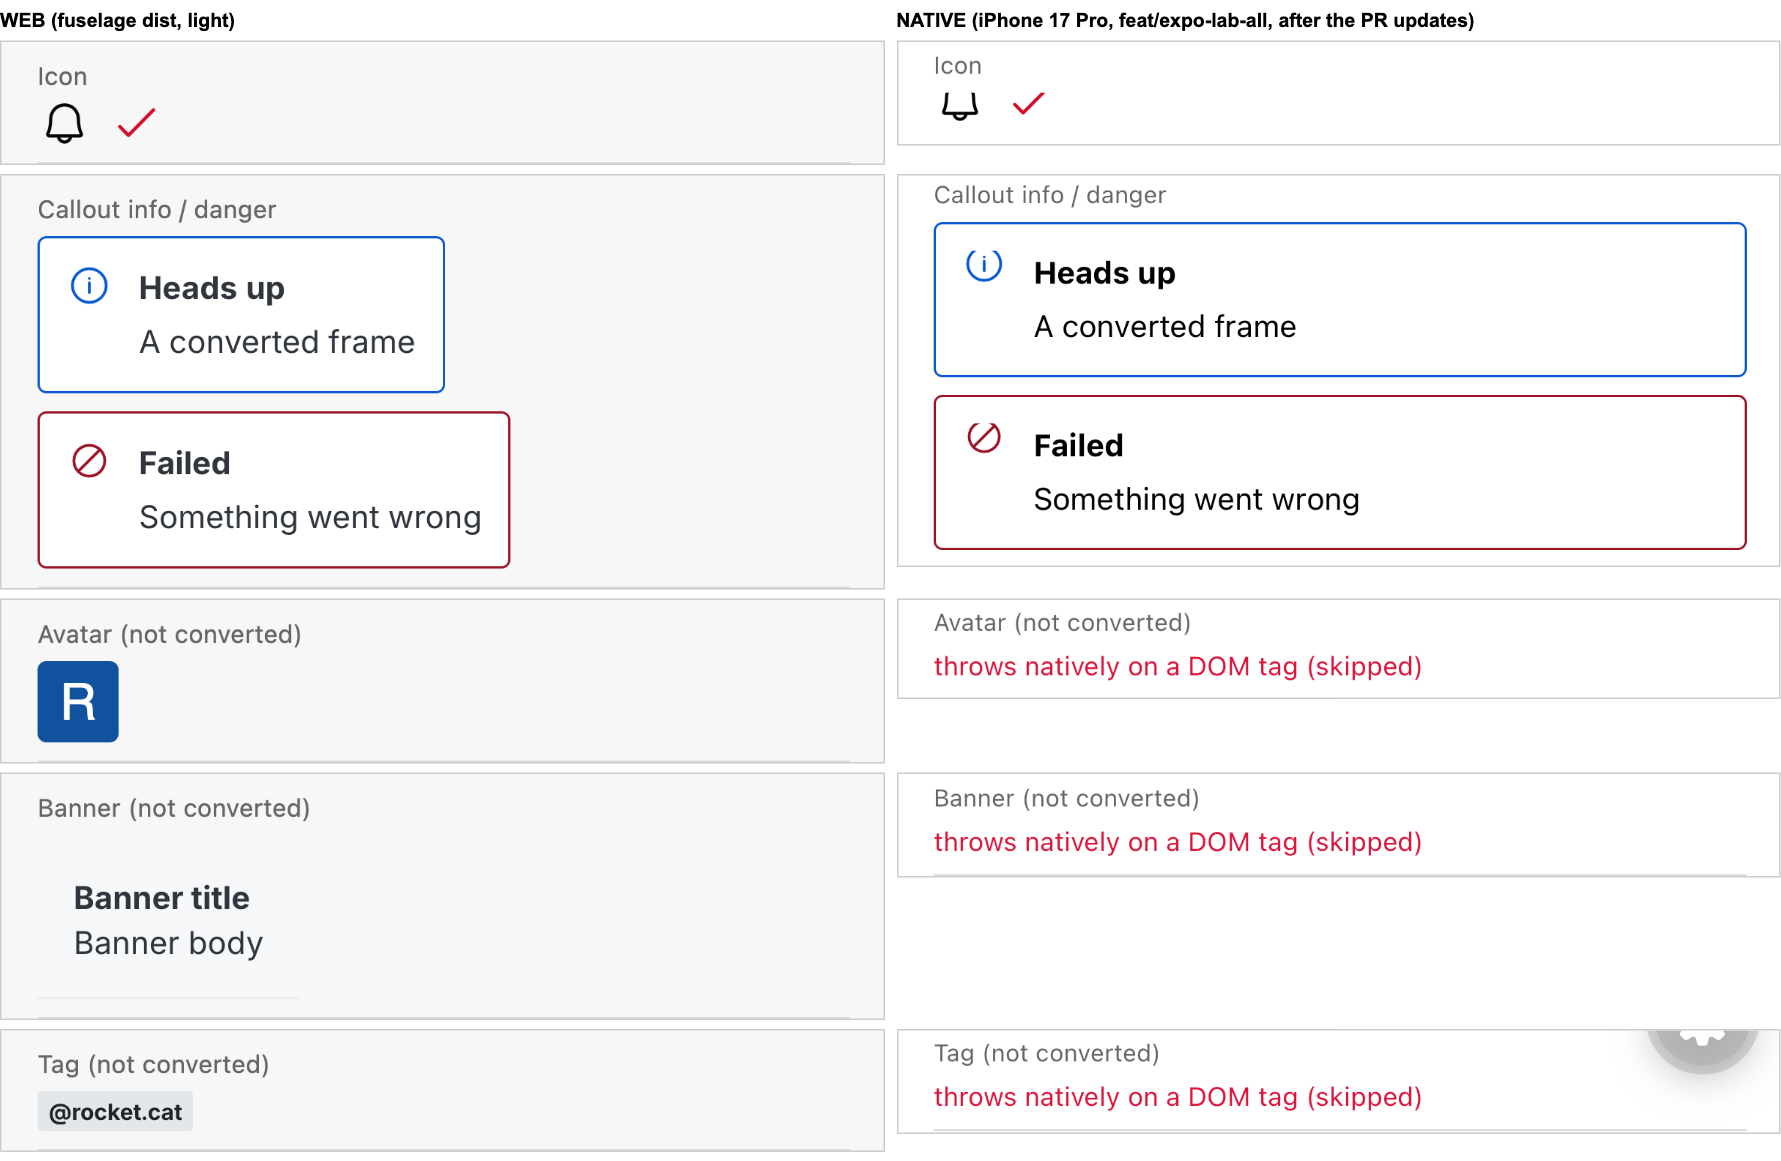 WEB (fuselage dist, light)
NATIVE (iPhone 17 Pro, feat/expo-lab-all, after the PR updates)
Icon
Icon
Callout info / danger
Heads up
A converted frame
Failed
Something went wrong
Callout info / danger
Heads up
A converted frame
Failed
Something went wrong
Avatar (not converted)
R
Avatar (not converted)
throws natively on a DOM tag (skipped)
Banner (not converted)
Banner title
Banner body
Banner (not converted)
throws natively on a DOM tag (skipped)
Tag (not converted)
@rocket.cat
Tag (not converted)
throws natively on a DOM tag (skipped)